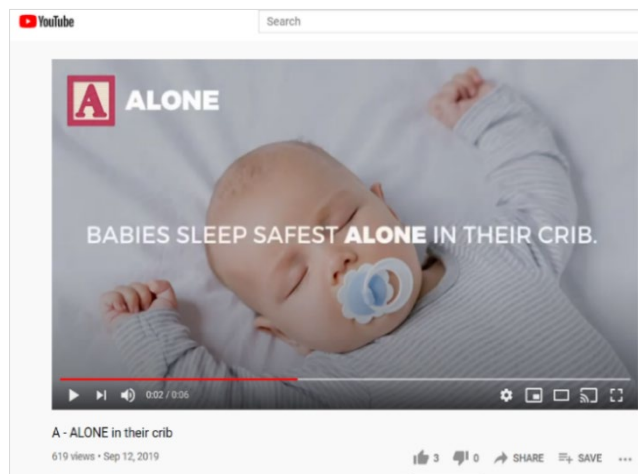 YouTube
Search
A ALONE
BABIES SLEEP SAFEST ALONE IN THEIR CRIB.
0:02 / 0:06
A - ALONE in their crib
619 views • Sep 12, 2019
3 0 SHARE SAVE